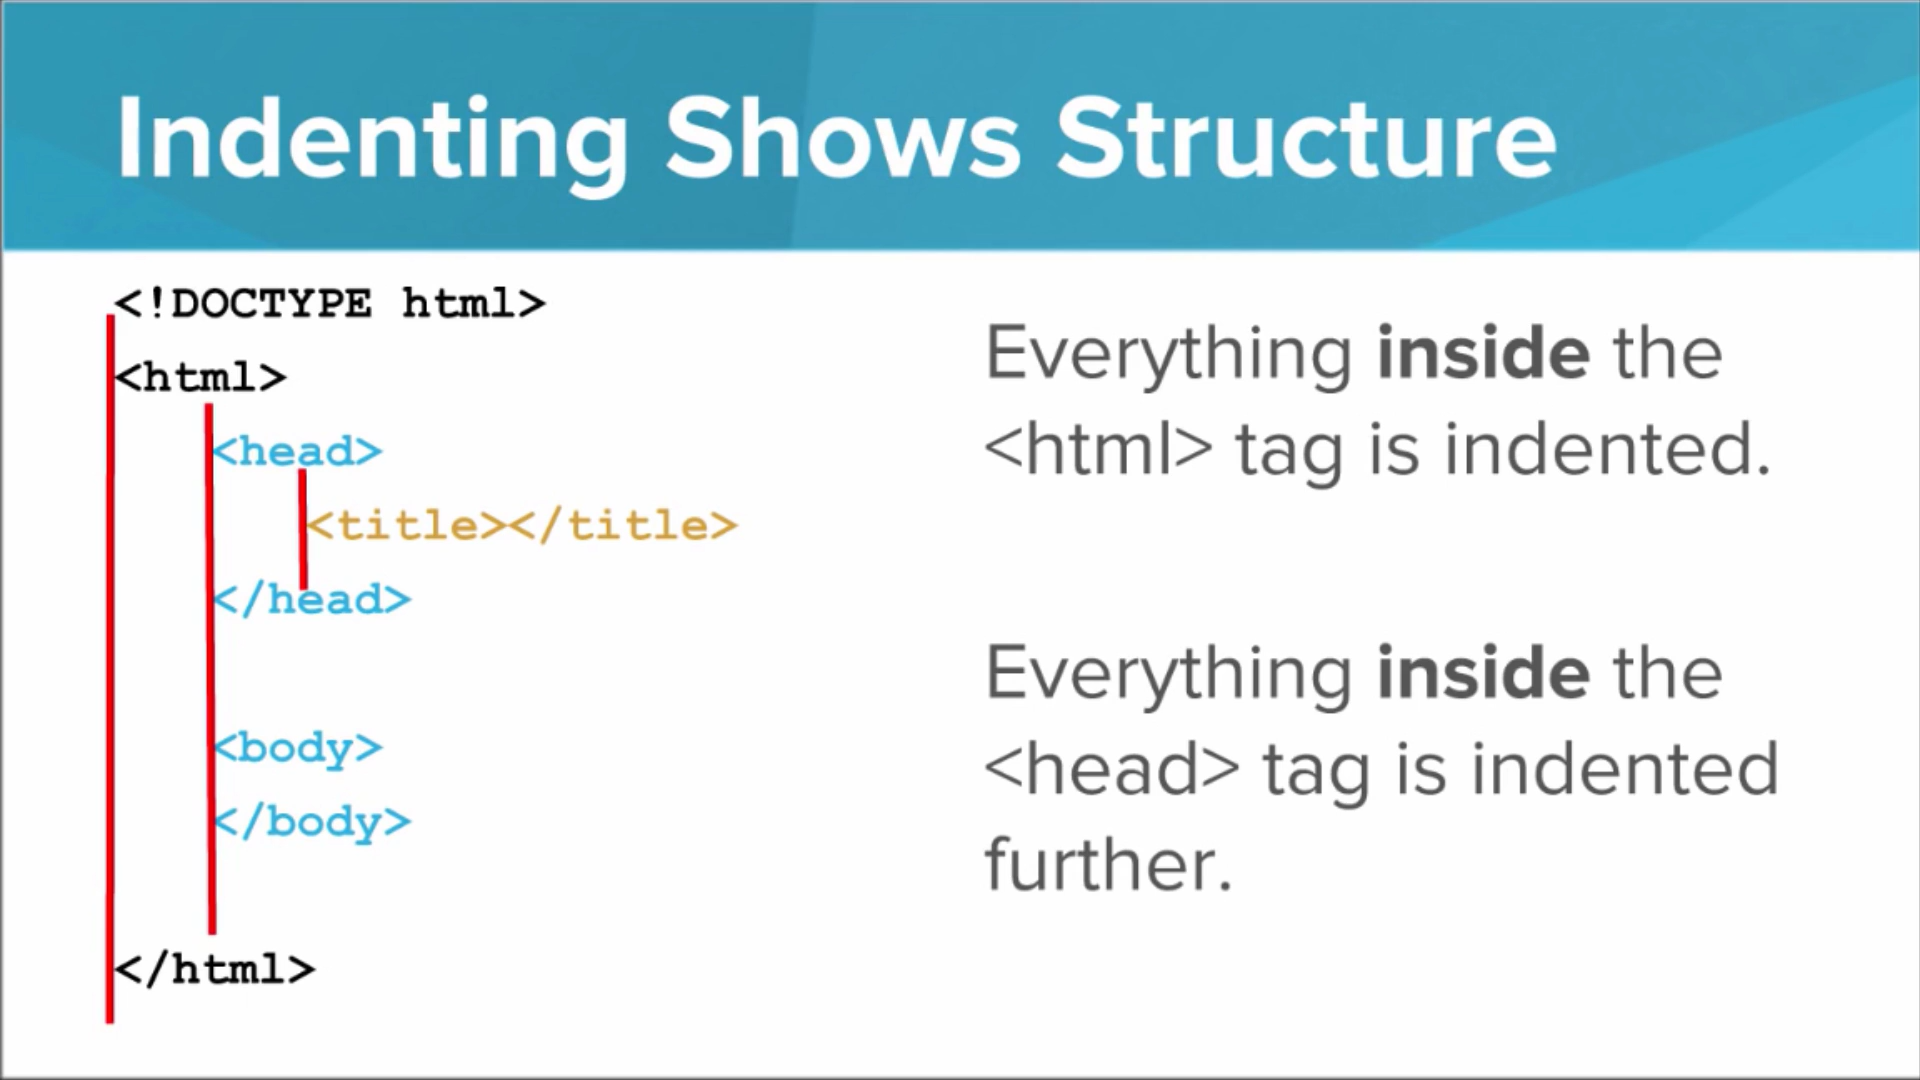 Indenting Shows Structure
<!DOCTYPE html>
<html>
<head>
<title></title>
</head>
<body>
</body>
</html>
Everything inside the
<html> tag is indented.
Everything inside the
<head> tag is indented
further.